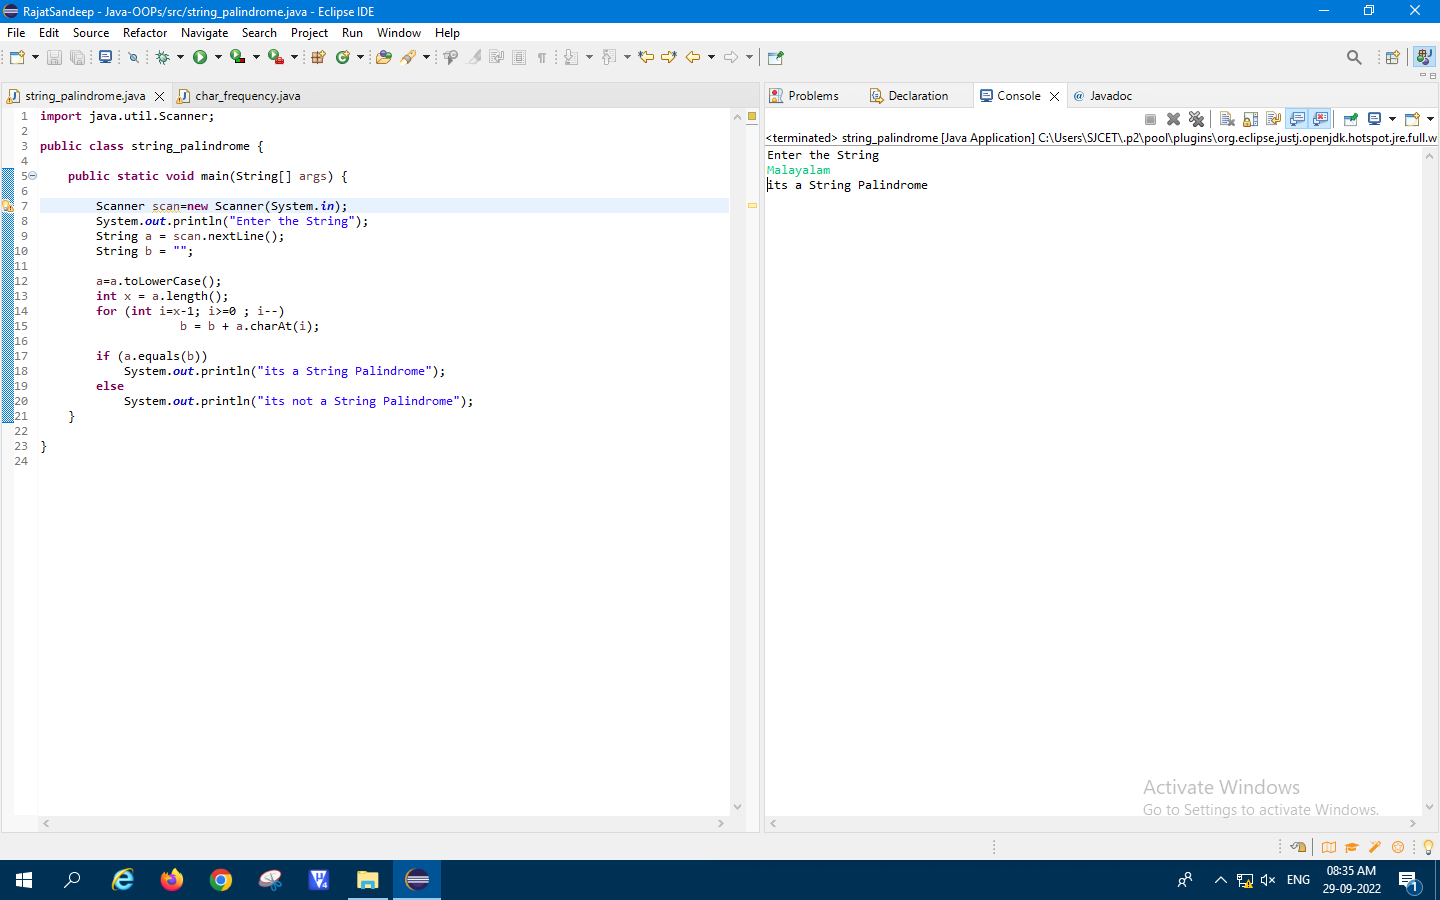 RajatSandeep - Java-OOPs/src/string_palindrome.java - Eclipse IDE
File Edit Source Refactor Navigate Search Project Run Window Help
string_palindrome.java char_frequency.java
1 import java.util.Scanner;
2
3 public class string_palindrome {
4
5 public static void main(String[] args) {
6
7 Scanner scan=new Scanner(System.in);
8 System.out.println("Enter the String");
9 String a = scan.nextLine();
10 String b = "";
11
12 a=a.toLowerCase();
13 int x = a.length();
14 for (int i=x-1; i>=0 ; i--)
15 b = b + a.charAt(i);
16
17 if (a.equals(b))
18 System.out.println("its a String Palindrome");
19 else
20 System.out.println("its not a String Palindrome");
21 }
22
23 }
24
Problems Declaration Console @ Javadoc
<terminated> string_palindrome [Java Application] C:\Users\SJCET\.p2\pool\plugins\org.eclipse.justj.openjdk.hotspot.jre.full.w
Enter the String
Malayalam
its a String Palindrome
Activate Windows
Go to Settings to activate Windows.
ENG
08:35 AM
29-09-2022
1